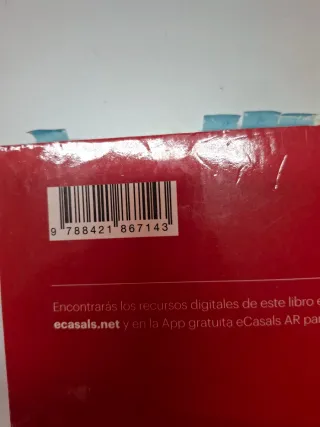 9 788421 867143
Encontrarás los recursos digitales de este libro e
ecasals.net y en la App gratuita eCasals AR par